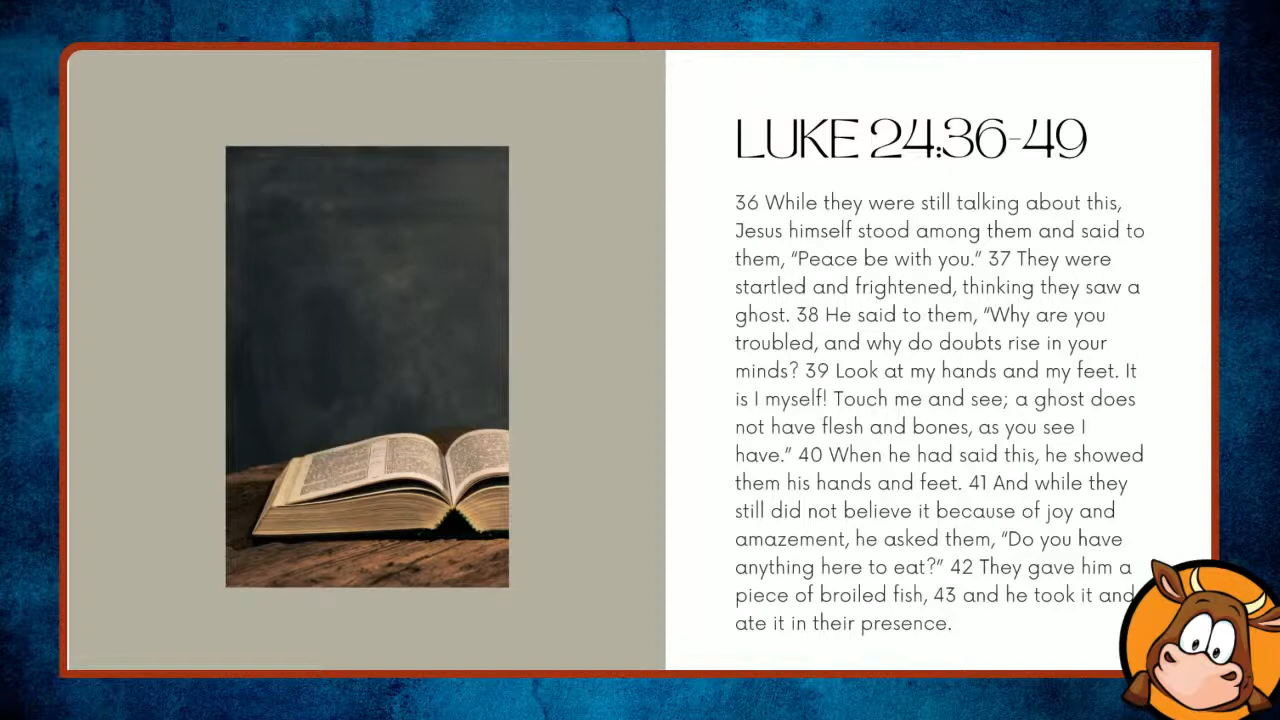 LUKE 24:36-49
36 While they were still talking about this,
Jesus himself stood among them and said to
them, “Peace be with you.” 37 They were
startled and frightened, thinking they saw a
ghost. 38 He said to them, “Why are you
troubled, and why do doubts rise in your
minds? 39 Look at my hands and my feet. It
is I myself! Touch me and see; a ghost does
not have flesh and bones, as you see I
have.” 40 When he had said this, he showed
them his hands and feet. 41 And while they
still did not believe it because of joy and
amazement, he asked them, “Do you have
anything here to eat?” 42 They gave him a
piece of broiled fish, 43 and he took it and
ate it in their presence.